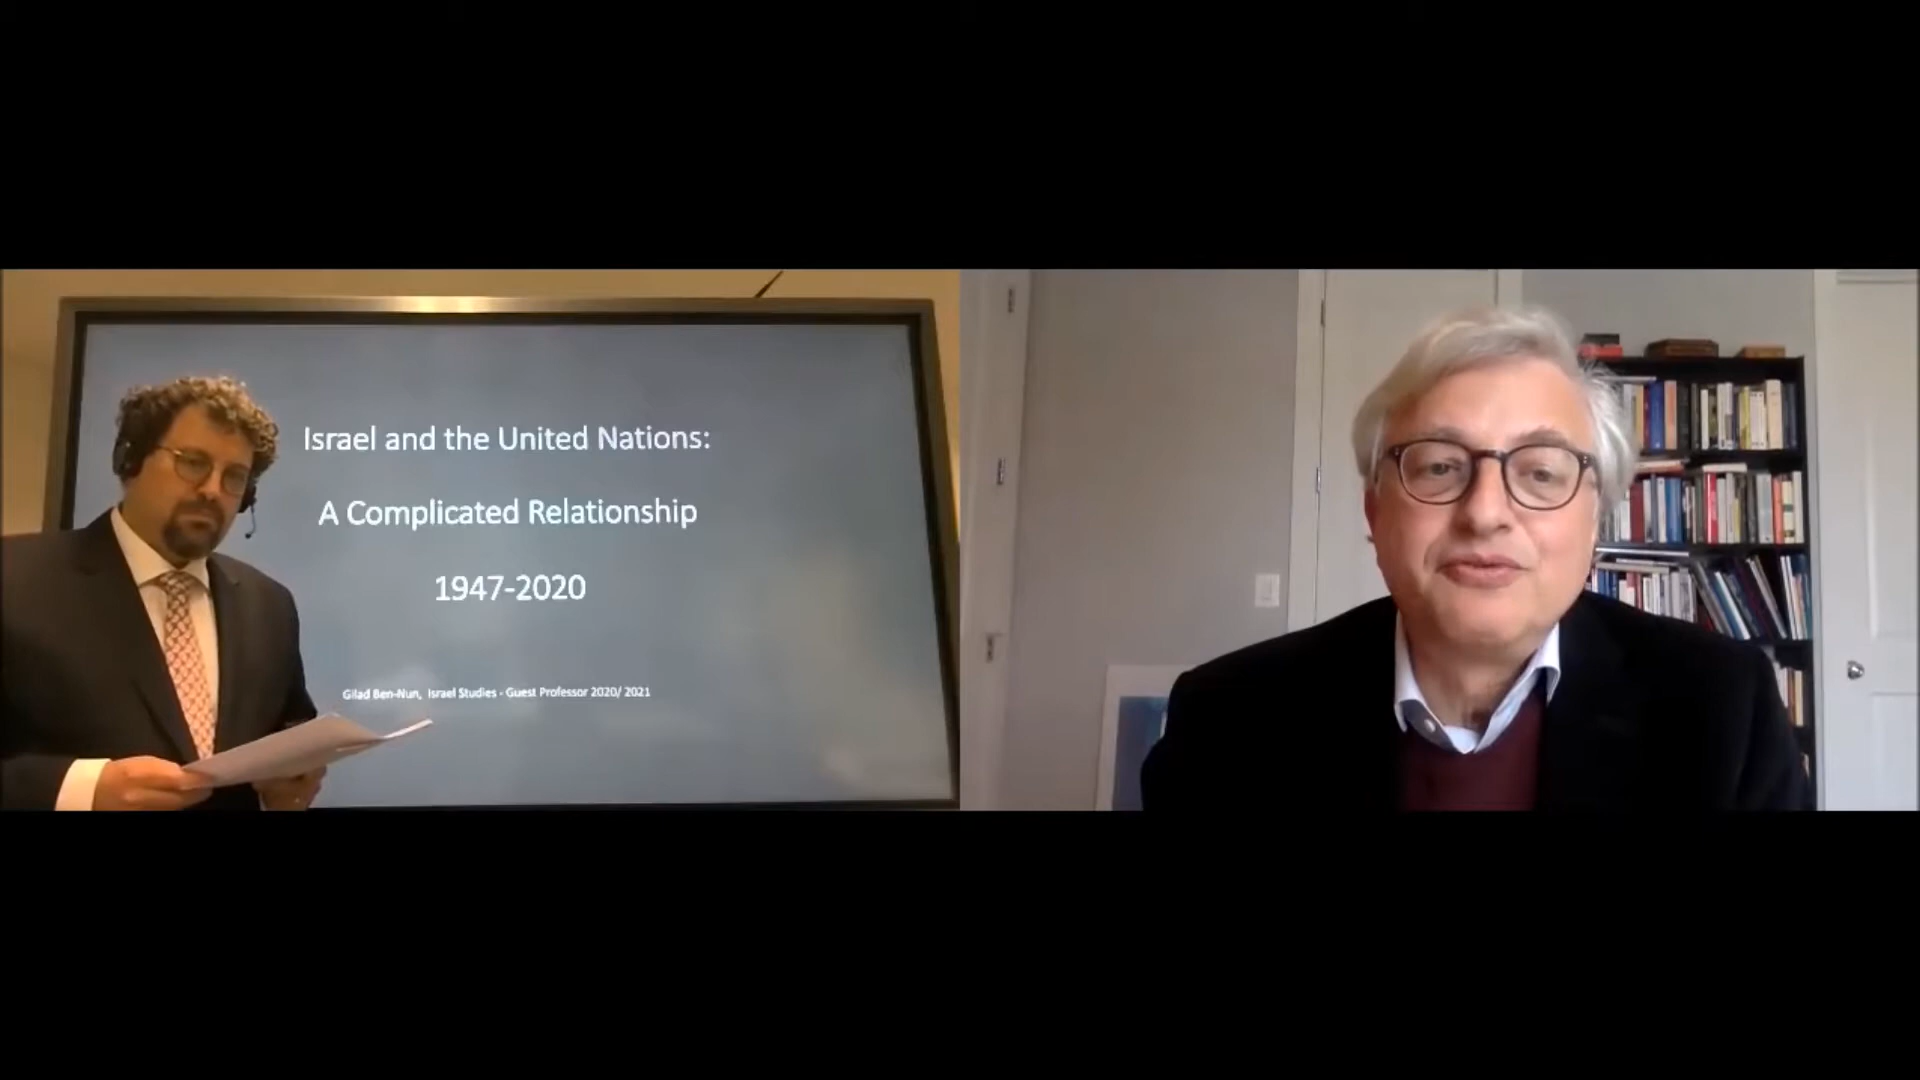 Israel and the United Nations:
A Complicated Relationship
1947-2020
Gilad Ben-Nun, Israel Studies - Guest Professor 2020/ 2021